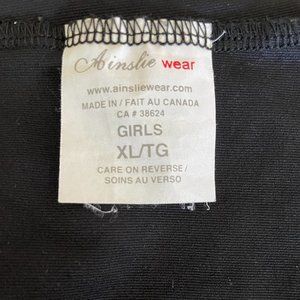 Ainslie wear
www.ainsliewear.com
MADE IN / FAIT AU CANADA
CA # 38624
GIRLS
XL/TG
CARE ON REVERSE /
SOINS AU VERSO